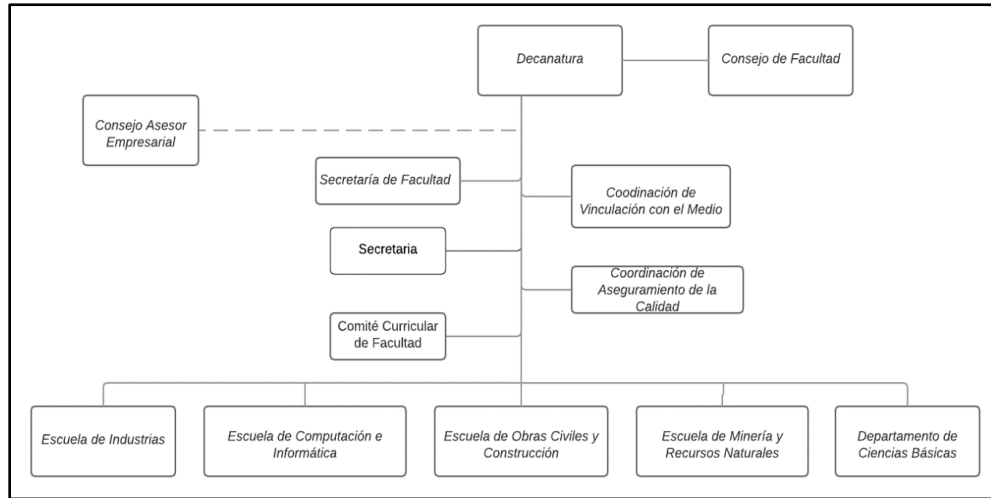 Decanatura
Consejo de Facultad
Consejo Asesor
Empresarial
Secretaría de Facultad
Coodinación de
Vinculación con el Medio
Secretaria
Coordinación de
Aseguramiento de la
Calidad
Comité Curricular
de Facultad
Escuela de Industrias
Escuela de Computación e
Informática
Escuela de Obras Civiles y
Construcción
Escuela de Minería y
Recursos Naturales
Departamento de
Ciencias Básicas